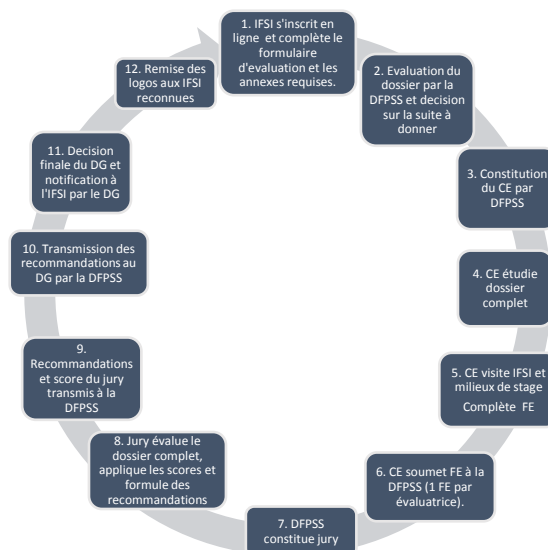 1. IFSI s'inscrit en
ligne et complète le
formulaire
d'evaluation et les
annexes requises.
2. Evaluation du
dossier par la
DFPSS et decision
sur la suite à
donner
3. Constitution
du CE par
DFPSS
4. CE étudie
dossier
complet
5. CE visite IFSI et
milieux de stage
Complète FE
6. CE soumet FE à la
DFPSS (1 FE par
évaluatrice).
7. DFPSS
constitue jury
8. Jury évalue le
dossier complet,
applique les scores et
formule des
recommandations
9.
Recommandations
et score du jury
transmis à la
DFPSS
10. Transmission des
recommandations au
DG par la DFPSS
11. Decision
finale du DG et
notification à
l'IFSI par le DG
12. Remise des
logos aux IFSI
reconnues